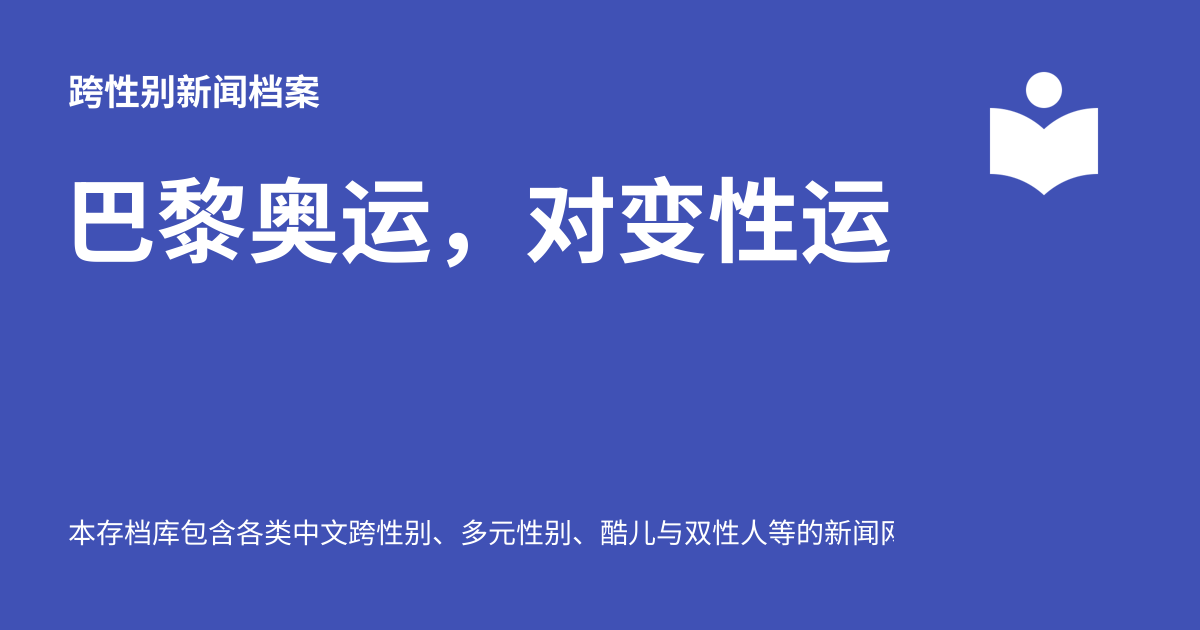 跨性别新闻档案
巴黎奥运，对变性运
本存档库包含各类中文跨性别、多元性别、酷儿与双性人等的新闻